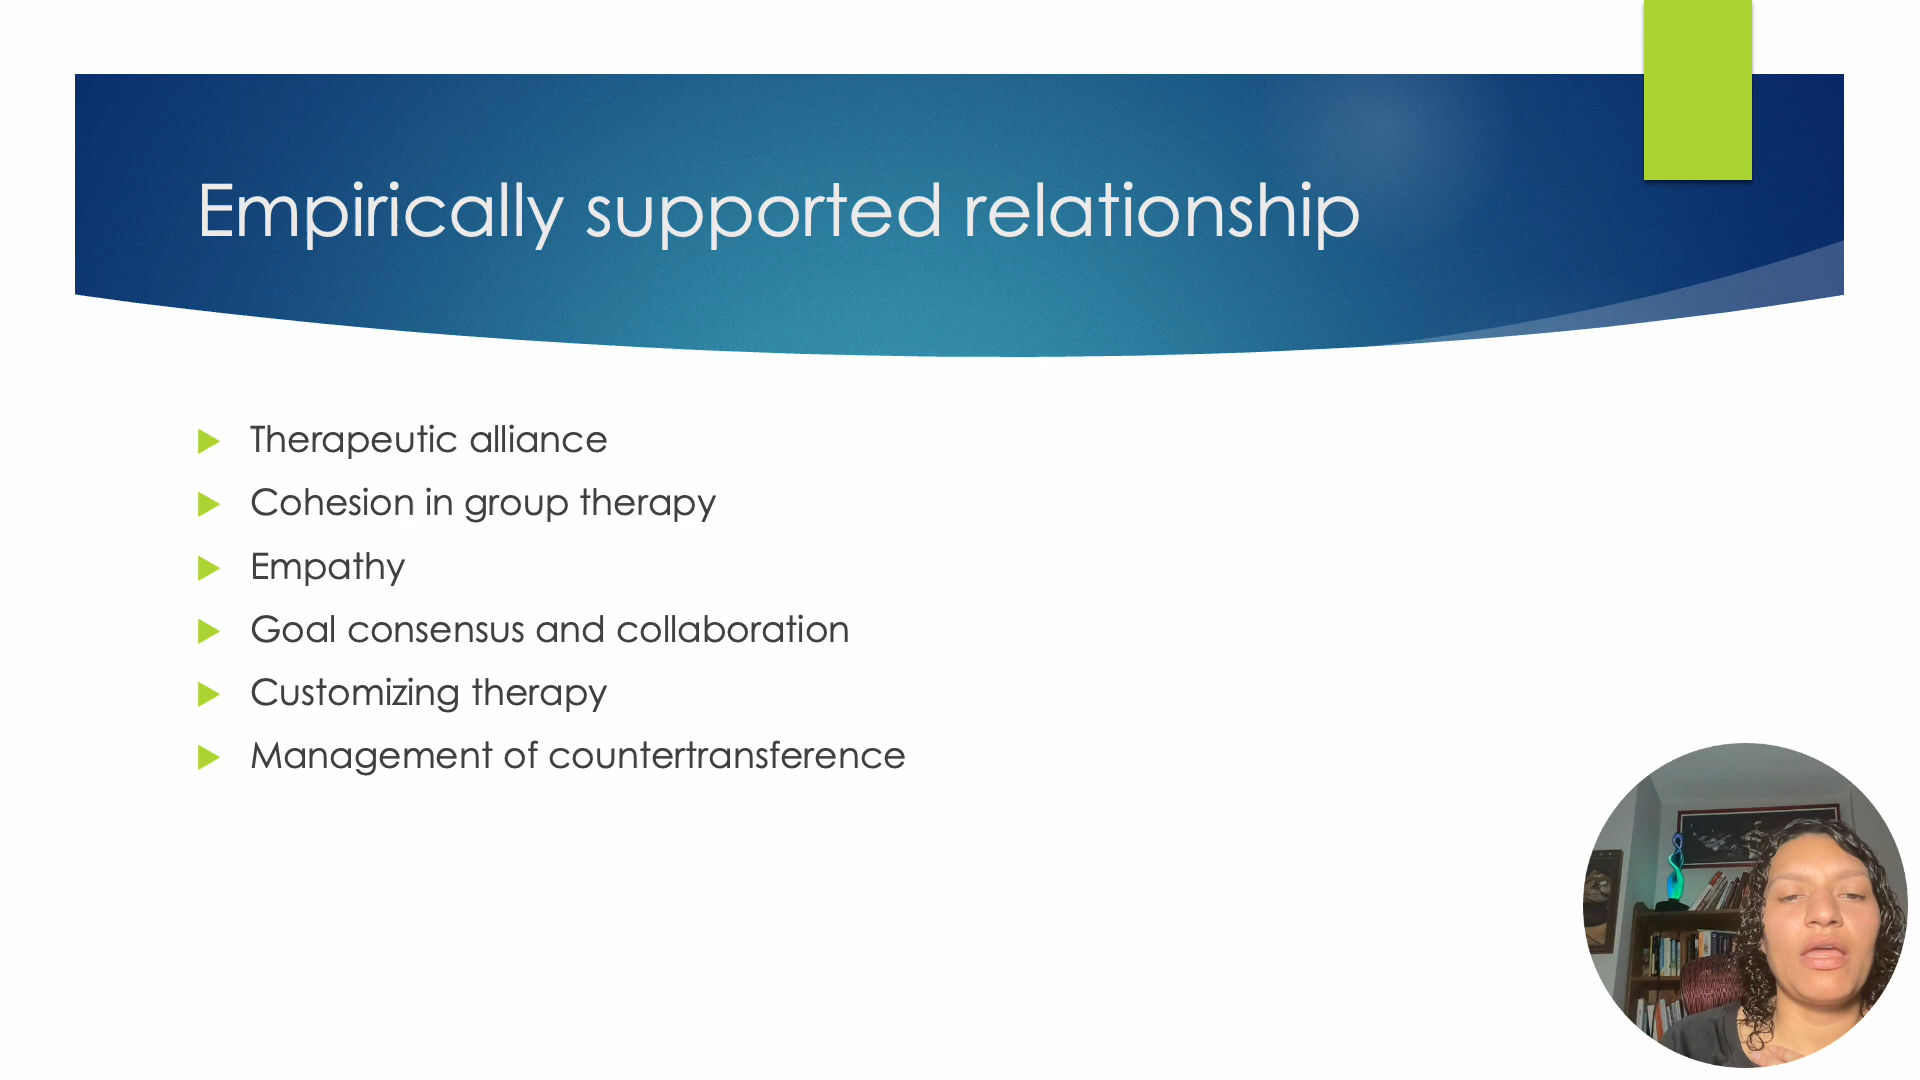 Empirically supported relationship
Therapeutic alliance
Cohesion in group therapy
Empathy
Goal consensus and collaboration
Customizing therapy
Management of countertransference